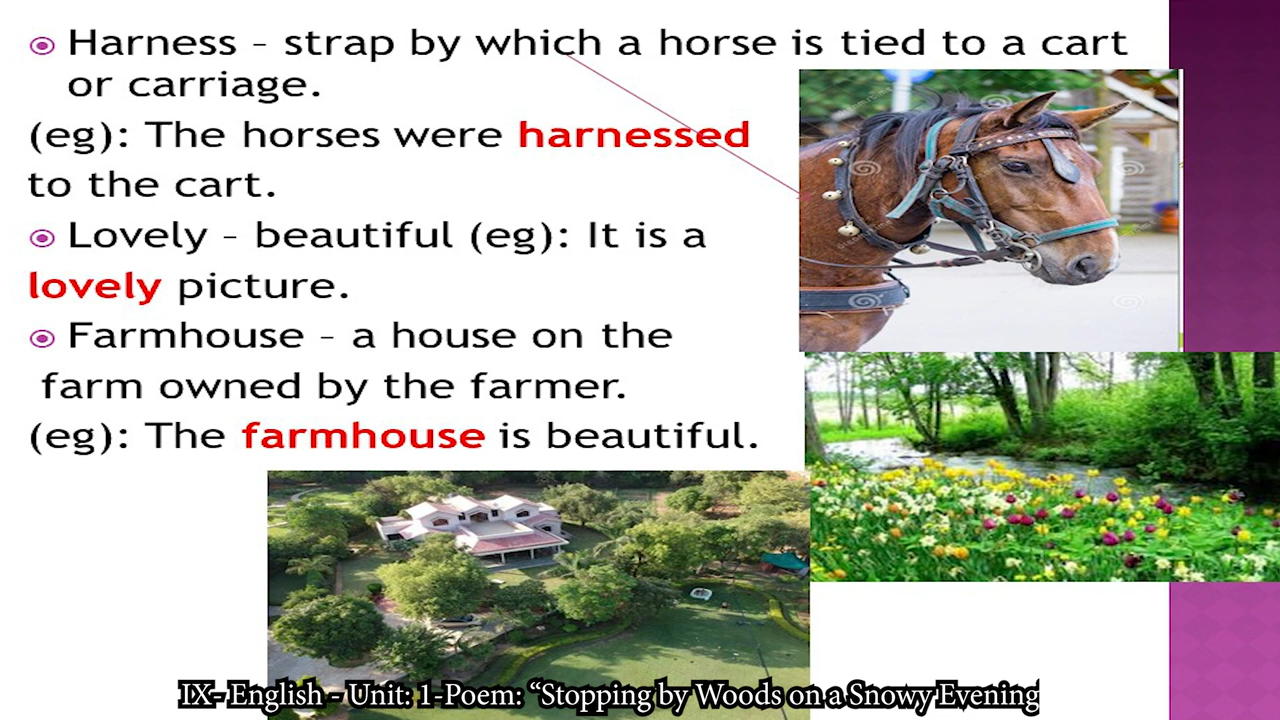 Harness – strap by which a horse is tied to a cart
or carriage.
(eg): The horses were harnessed
to the cart.
Lovely – beautiful (eg): It is a
lovely picture.
Farmhouse – a house on the
farm owned by the farmer.
(eg): The farmhouse is beautiful.
IX- English - Unit: 1-Poem: “Stopping by Woods on a Snowy Evening